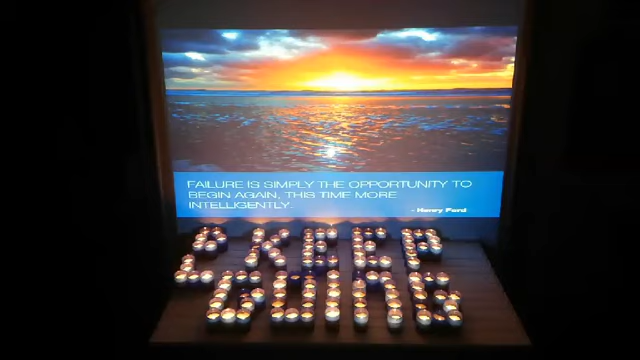 FAILURE IS SIMPLY THE OPPORTUNITY TO
BEGIN AGAIN, THIS TIME MORE
INTELLIGENTLY.
- Henry Ford
& KEEP
GOING